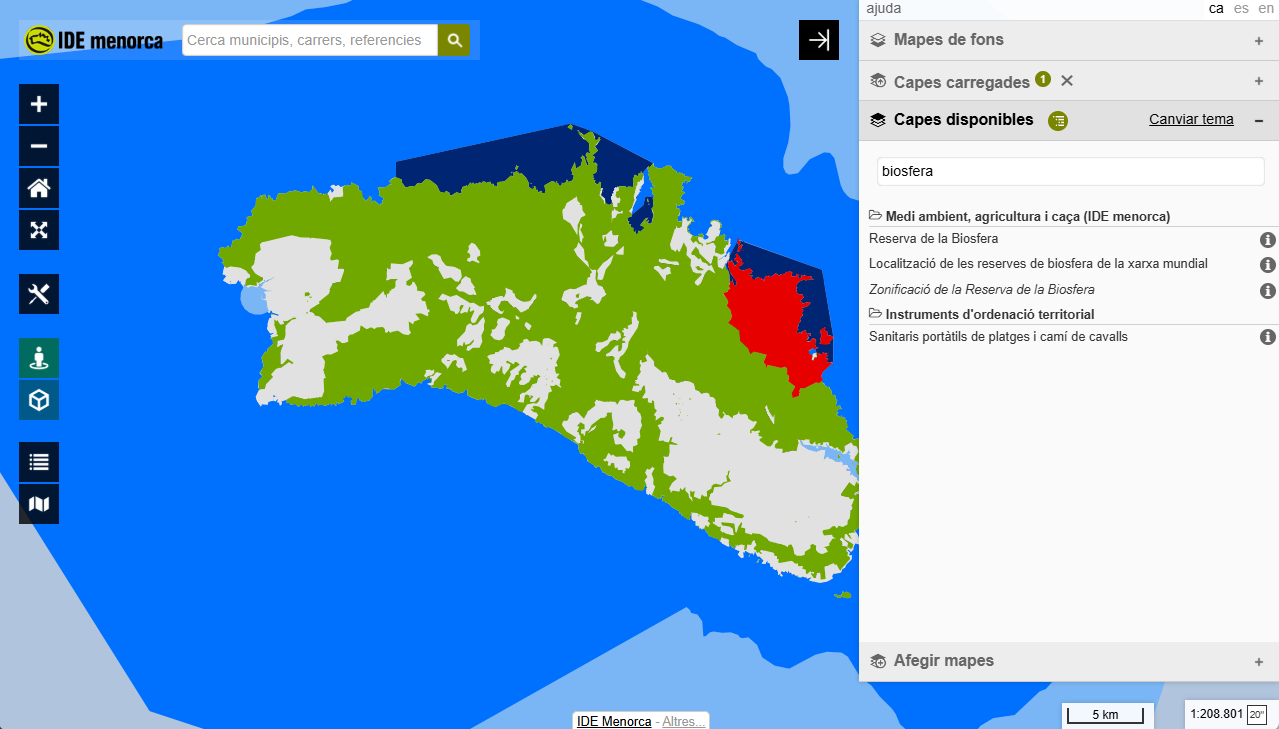 IDE menorca
Cerca municipis, carrers, referencies
ajuda
ca es en
Mapes de fons
Capes carregades 1
Capes disponibles
Canviar tema
biosfera
Medi ambient, agricultura i caça (IDE menorca)
Reserva de la Biosfera
Localització de les reserves de biosfera de la xarxa mundial
Zonificació de la Reserva de la Biosfera
Instruments d'ordenació territorial
Sanitaris portàtils de platges i camí de cavalls
Afegir mapes
IDE Menorca - Altres...
5 km
1:208.801 20"